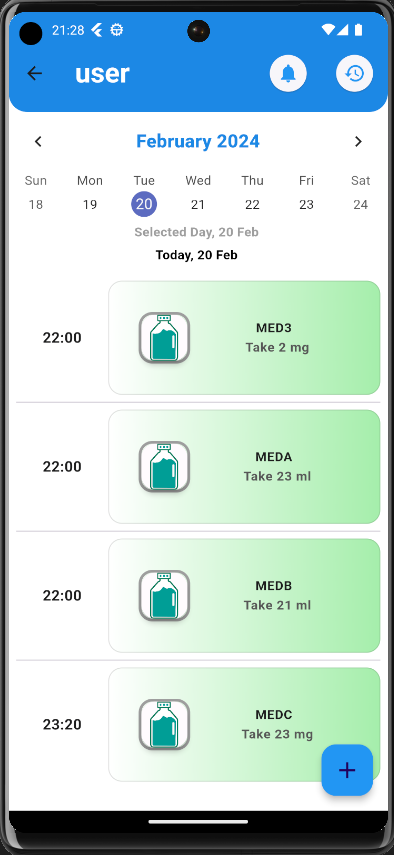 21:28
user
February 2024
Sun Mon Tue Wed Thu Fri Sat
18 19 20 21 22 23 24
Selected Day, 20 Feb
Today, 20 Feb
22:00
MED3
Take 2 mg
22:00
MEDA
Take 23 ml
22:00
MEDB
Take 21 ml
23:20
MEDC
Take 23 mg